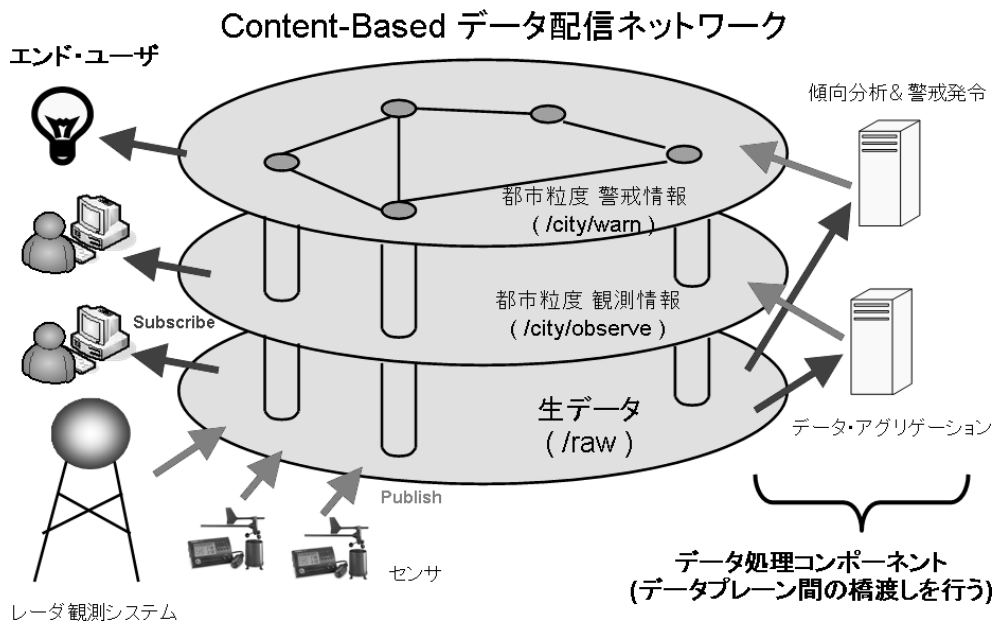 Content-Based データ配信ネットワーク
エンド・ユーザ
傾向分析& 警戒発令
都市粒度 警戒情報
( /city/warn )
都市粒度 観測情報
( /city/observe )
Subscribe
生データ
( /raw )
データ・アグリゲーション
Publish
センサ
レーダ観測システム
データ処理コンポーネント
(データプレーン間の橋渡しを行う)